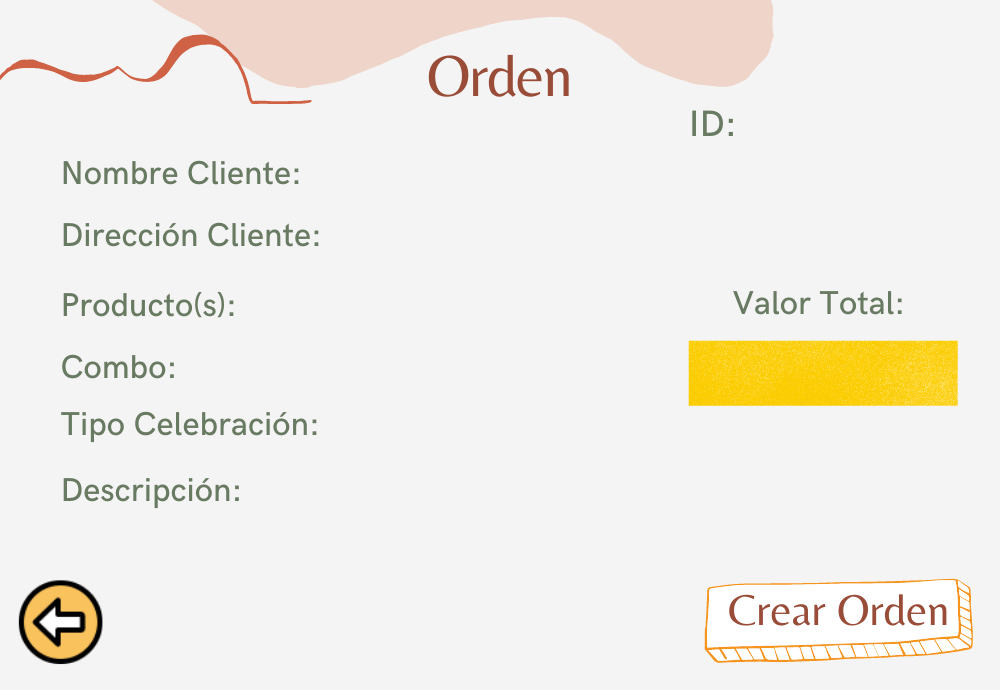 Orden
ID:
Nombre Cliente:
Dirección Cliente:
Producto(s):
Valor Total:
Combo:
Tipo Celebración:
Descripción:
Crear Orden